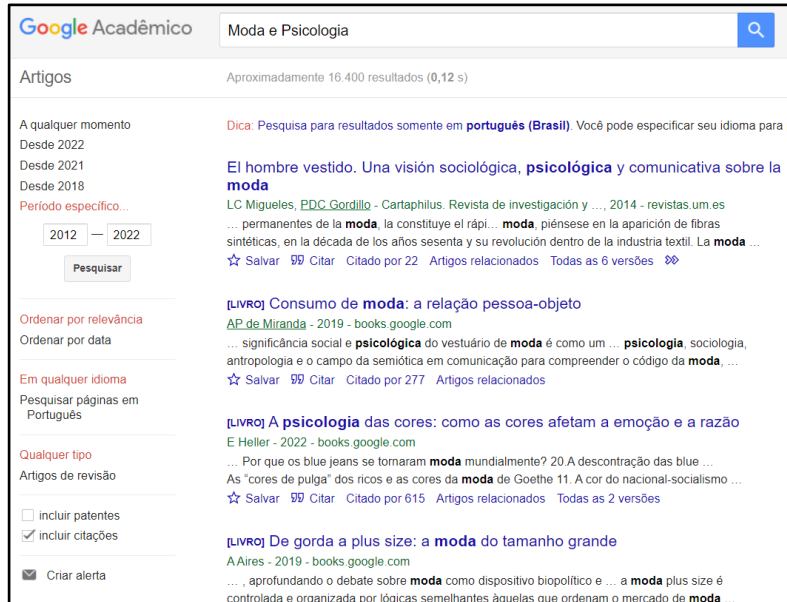 Google Acadêmico
Moda e Psicologia
Artigos
Aproximadamente 16.400 resultados (0,12 s)
A qualquer momento
Desde 2022
Desde 2021
Desde 2018
Período específico...
2012 — 2022
Pesquisar
Ordenar por relevância
Ordenar por data
Em qualquer idioma
Pesquisar páginas em
Português
Qualquer tipo
Artigos de revisão
incluir patentes
incluir citações
Criar alerta
Dica: Pesquisa para resultados somente em português (Brasil). Você pode especificar seu idioma para
El hombre vestido. Una visión sociológica, psicológica y comunicativa sobre la
moda
LC Migueles, PDC Gordillo - Cartaphilus. Revista de investigación y …, 2014 - revistas.um.es
… permanentes de la moda, la constituye el rápi… moda, piénsese en la aparición de fibras
sintéticas, en la década de los años sesenta y su revolución dentro de la industria textil. La moda …
Salvar Citar Citado por 22 Artigos relacionados Todas as 6 versões
[LIVRO] Consumo de moda: a relação pessoa-objeto
AP de Miranda - 2019 - books.google.com
… significância social e psicológica do vestuário de moda é como um … psicologia, sociologia,
antropologia e o campo da semiótica em comunicação para compreender o código da moda, …
Salvar Citar Citado por 277 Artigos relacionados
[LIVRO] A psicologia das cores: como as cores afetam a emoção e a razão
E Heller - 2022 - books.google.com
… Por que os blue jeans se tornaram moda mundialmente? 20.A descontração das blue …
As "cores de pulga" dos ricos e as cores da moda de Goethe 11. A cor do nacional-socialismo …
Salvar Citar Citado por 615 Artigos relacionados Todas as 2 versões
[LIVRO] De gorda a plus size: a moda do tamanho grande
A Aires - 2019 - books.google.com
… , aprofundando o debate sobre moda como dispositivo biopolítico e … a moda plus size é
controlada e organizada por lógicas semelhantes àquelas que ordenam o mercado de moda …